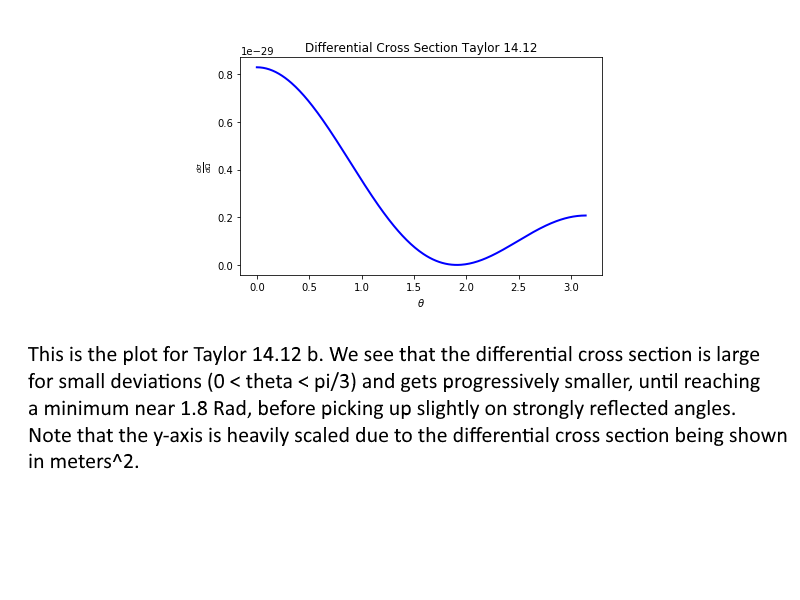 Differential Cross Section Taylor 14.12
1e−29
0.8
0.6
0.4
0.2
0.0
dσ
dΩ
0.0 0.5 1.0 1.5 2.0 2.5 3.0
θ
This is the plot for Taylor 14.12 b. We see that the differential cross section is large
for small deviations (0 < theta < pi/3) and gets progressively smaller, until reaching
a minimum near 1.8 Rad, before picking up slightly on strongly reflected angles.
Note that the y-axis is heavily scaled due to the differential cross section being shown
in meters^2.